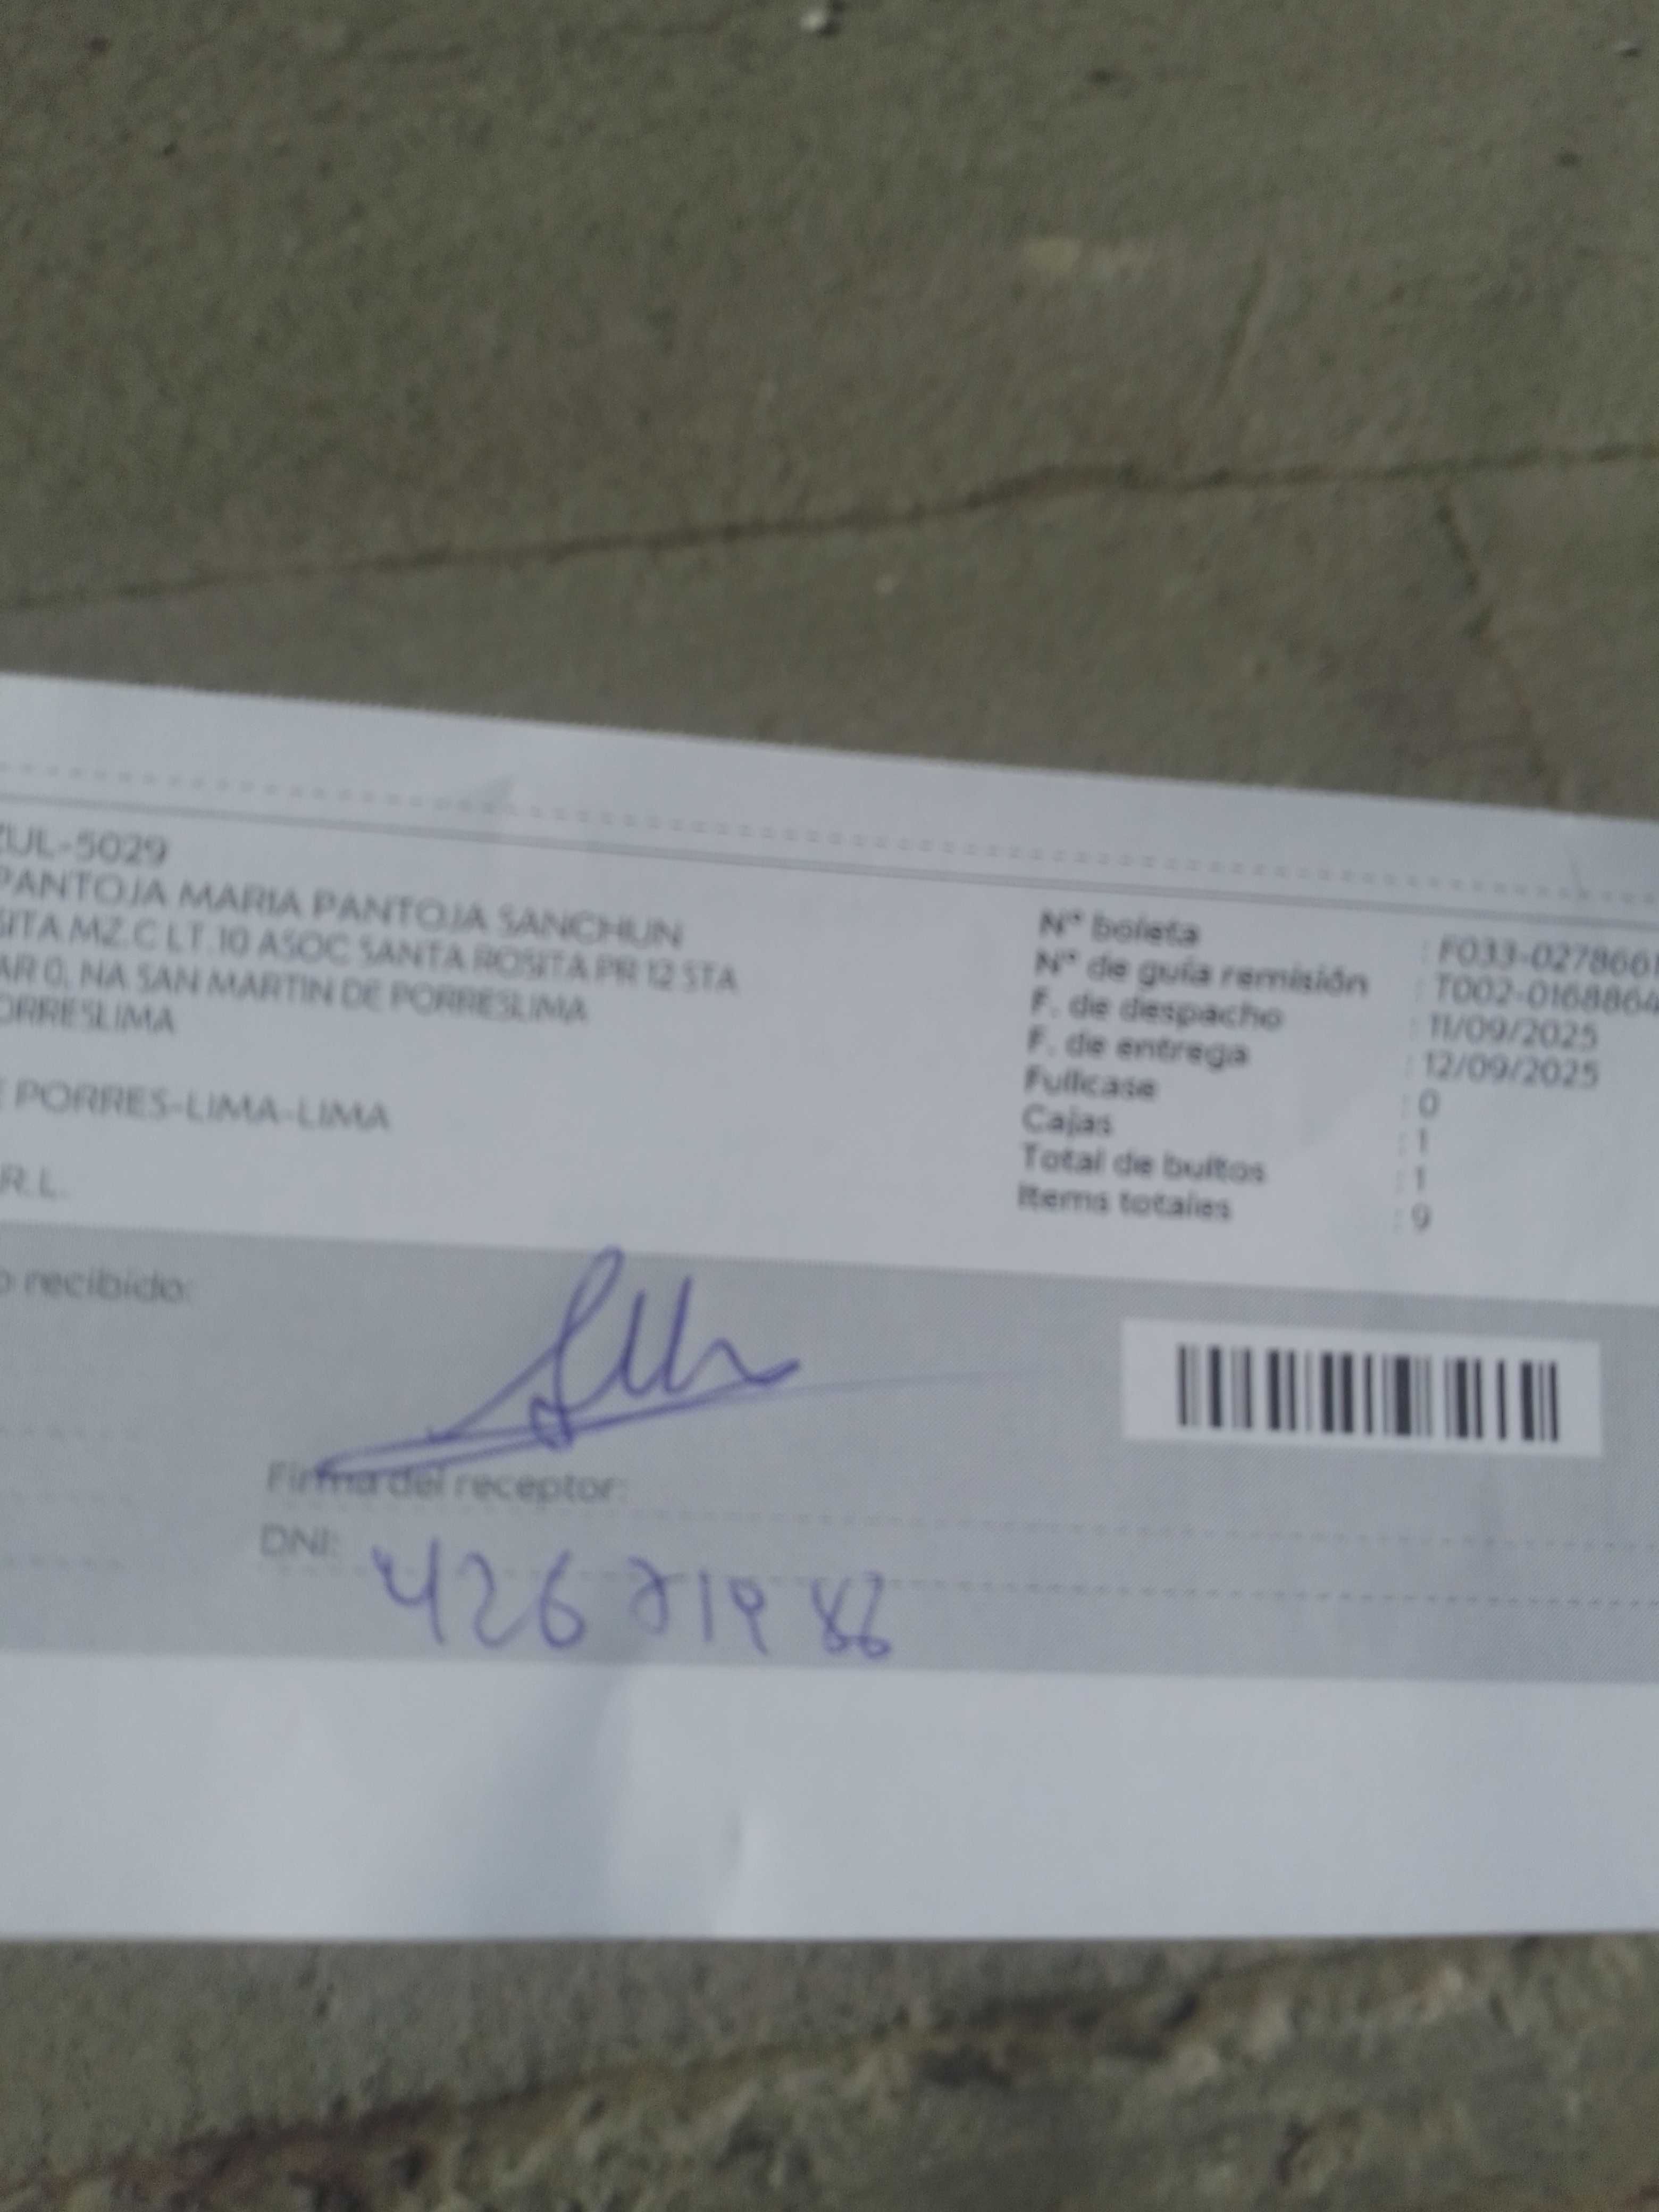 ZUL-5029
PANTOJA MARIA PANTOJA SANCHUN
SITA MZ.C LT.10 ASOC SANTA ROSITA PR 12 STA
AR 0, NA SAN MARTIN DE PORRESLIMA
ORRESLIMA
E PORRES-LIMA-LIMA
R.L.
N° boleta : F033-0278661
N° de guía remisión : T002-0168864
F. de despacho : 11/09/2025
F. de entrega : 12/09/2025
Fullcase : 0
Cajas : 1
Total de bultos : 1
Items totales : 9
o recibido:
Firma del receptor:
DNI: